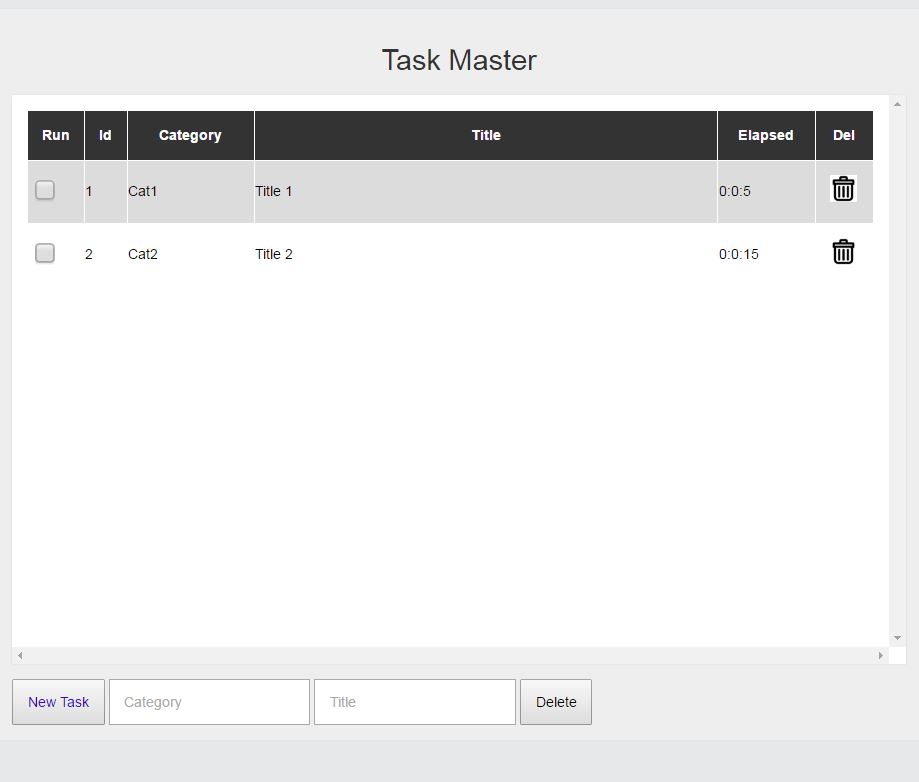 Task Master
Run Id Category Title Elapsed Del
1 Cat1 Title 1 0:0:5
2 Cat2 Title 2 0:0:15
New Task Category Title Delete